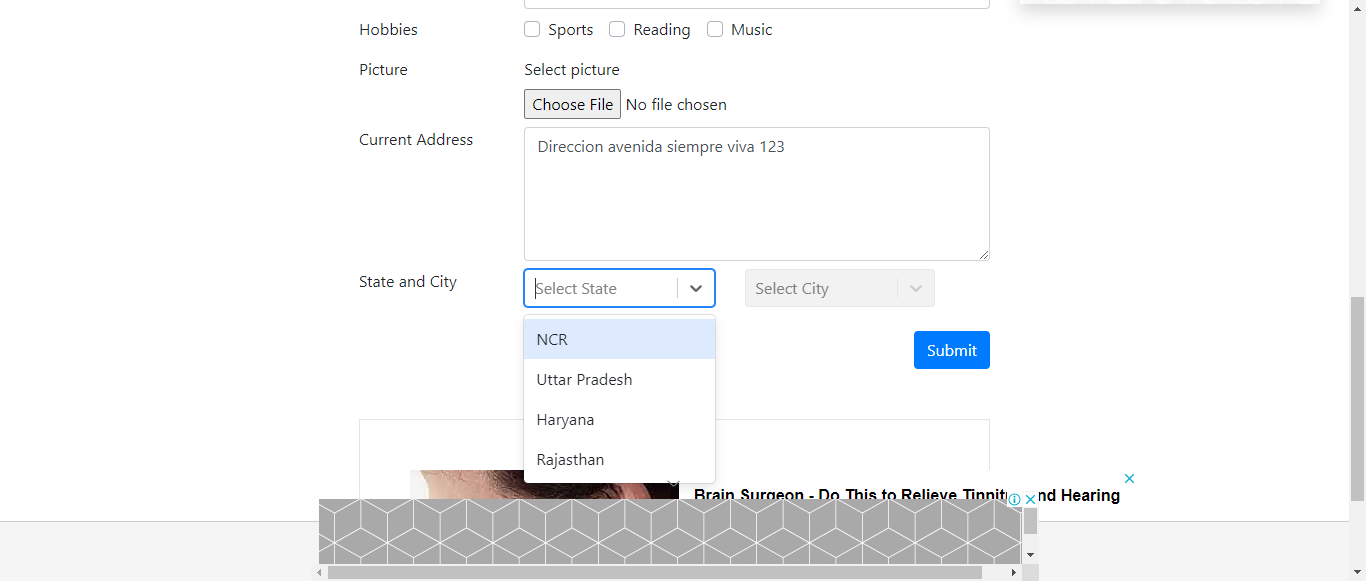 Hobbies Sports Reading Music
Picture Select picture
Choose File No file chosen
Current Address Direccion avenida siempre viva 123
State and City Select State Select City
NCR
Submit
Uttar Pradesh
Haryana
Rajasthan
Brain Surgeon - Do This to Relieve Tinnitu nd Hearing